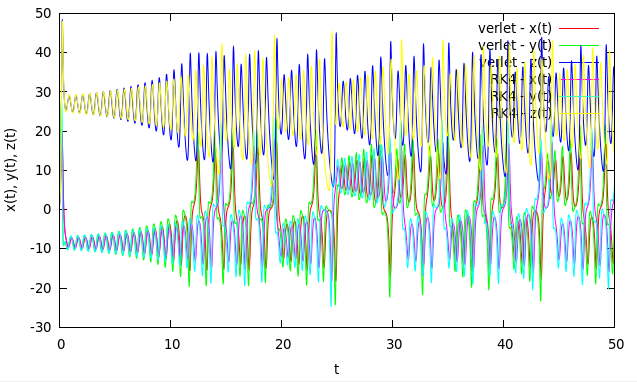 50
40
30
20
10
0
-10
-20
-30
x(t), y(t), z(t)
verlet - x(t)
verlet - y(t)
verlet - z(t)
RK4 - x(t)
RK4 - y(t)
RK4 - z(t)
0 10 20 30 40 50
t